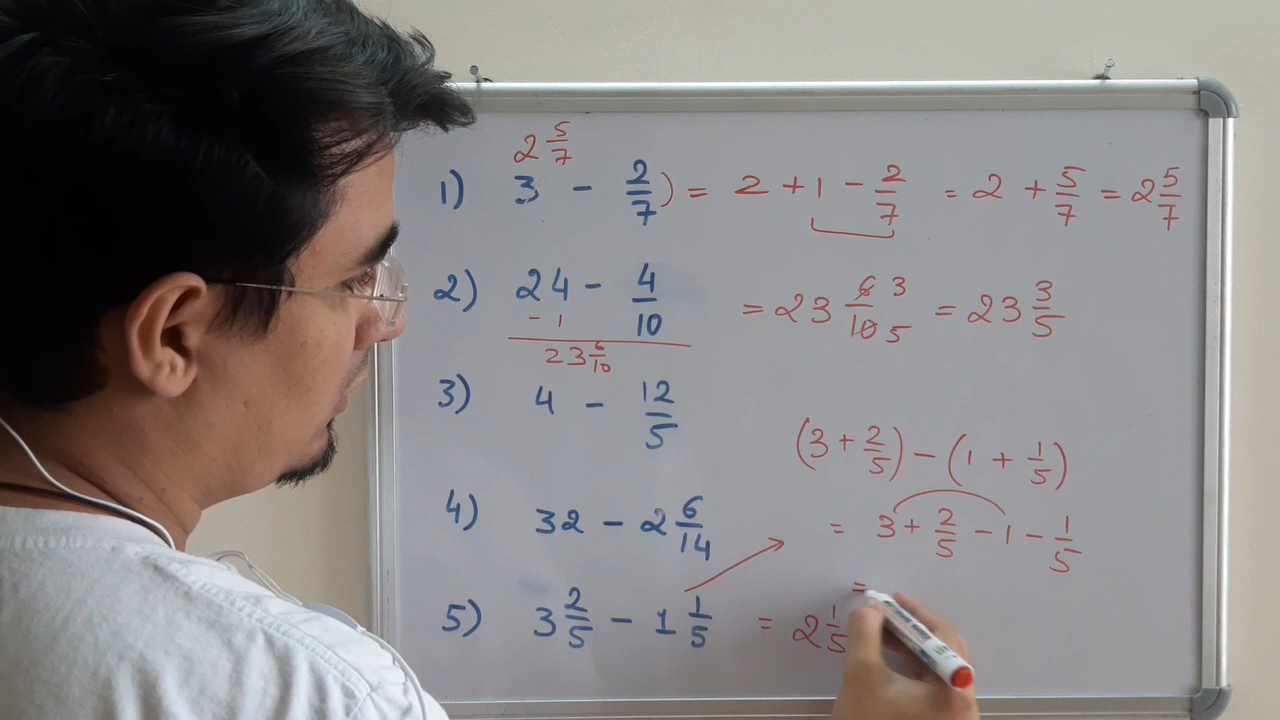 2 5/7
1) 3 - 2/7 ) = 2 + 1 - 2/7 = 2 + 5/7 = 2 5/7
2) 24 - 4/10 = 23 6/10 3 5 = 23 3/5
- 1
23 6/10
3) 4 - 12/5
(3 + 2/5) - (1 + 1/5)
4) 32 - 2 6/14
= 3 + 2/5 - 1 - 1/5
=
5) 3 2/5 - 1 1/5 = 2 1/5